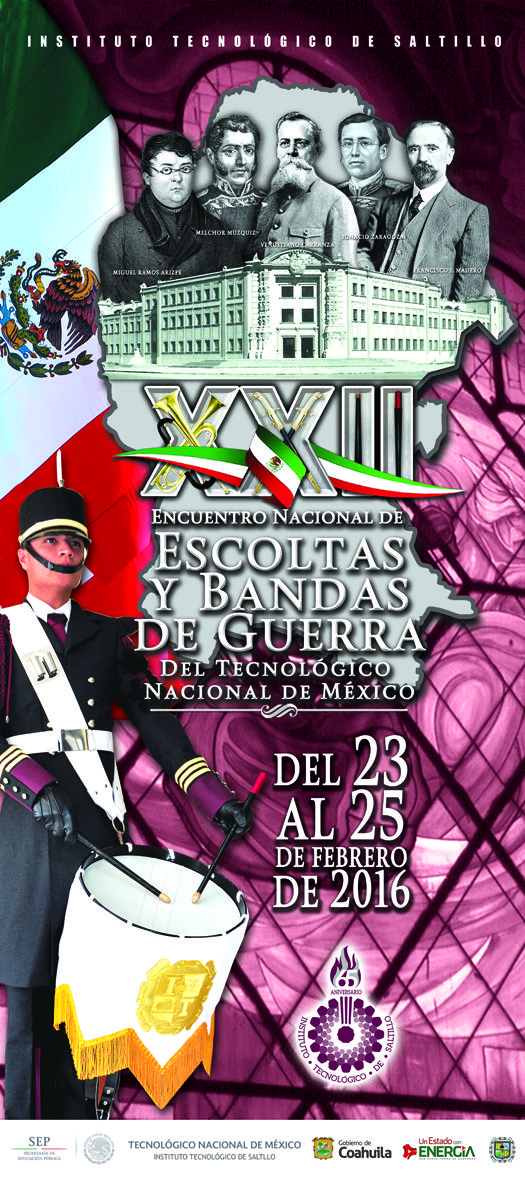 INSTITUTO TECNOLÓGICO DE SALTILLO
MELCHOR MÚZQUIZ
VENUSTIANO CARRANZA
IGNACIO ZARAGOZA
MIGUEL RAMOS ARIZPE
FRANCISCO I. MADERO
XXII
ENCUENTRO NACIONAL DE
ESCOLTAS
Y BANDAS
DE GUERRA
DEL TECNOLÓGICO
NACIONAL DE MÉXICO
DEL 23
AL 25
DE FEBRERO
DE 2016
65
ANIVERSARIO
INSTITUTO • TECNOLÓGICO • DE • SALTILLO
SEP
SECRETARÍA DE
EDUCACIÓN PÚBLICA
TECNOLÓGICO NACIONAL DE MÉXICO
INSTITUTO TECNOLÓGICO DE SALTILLO
Gobierno de
Coahuila
Un Estado con
ENERGÍA